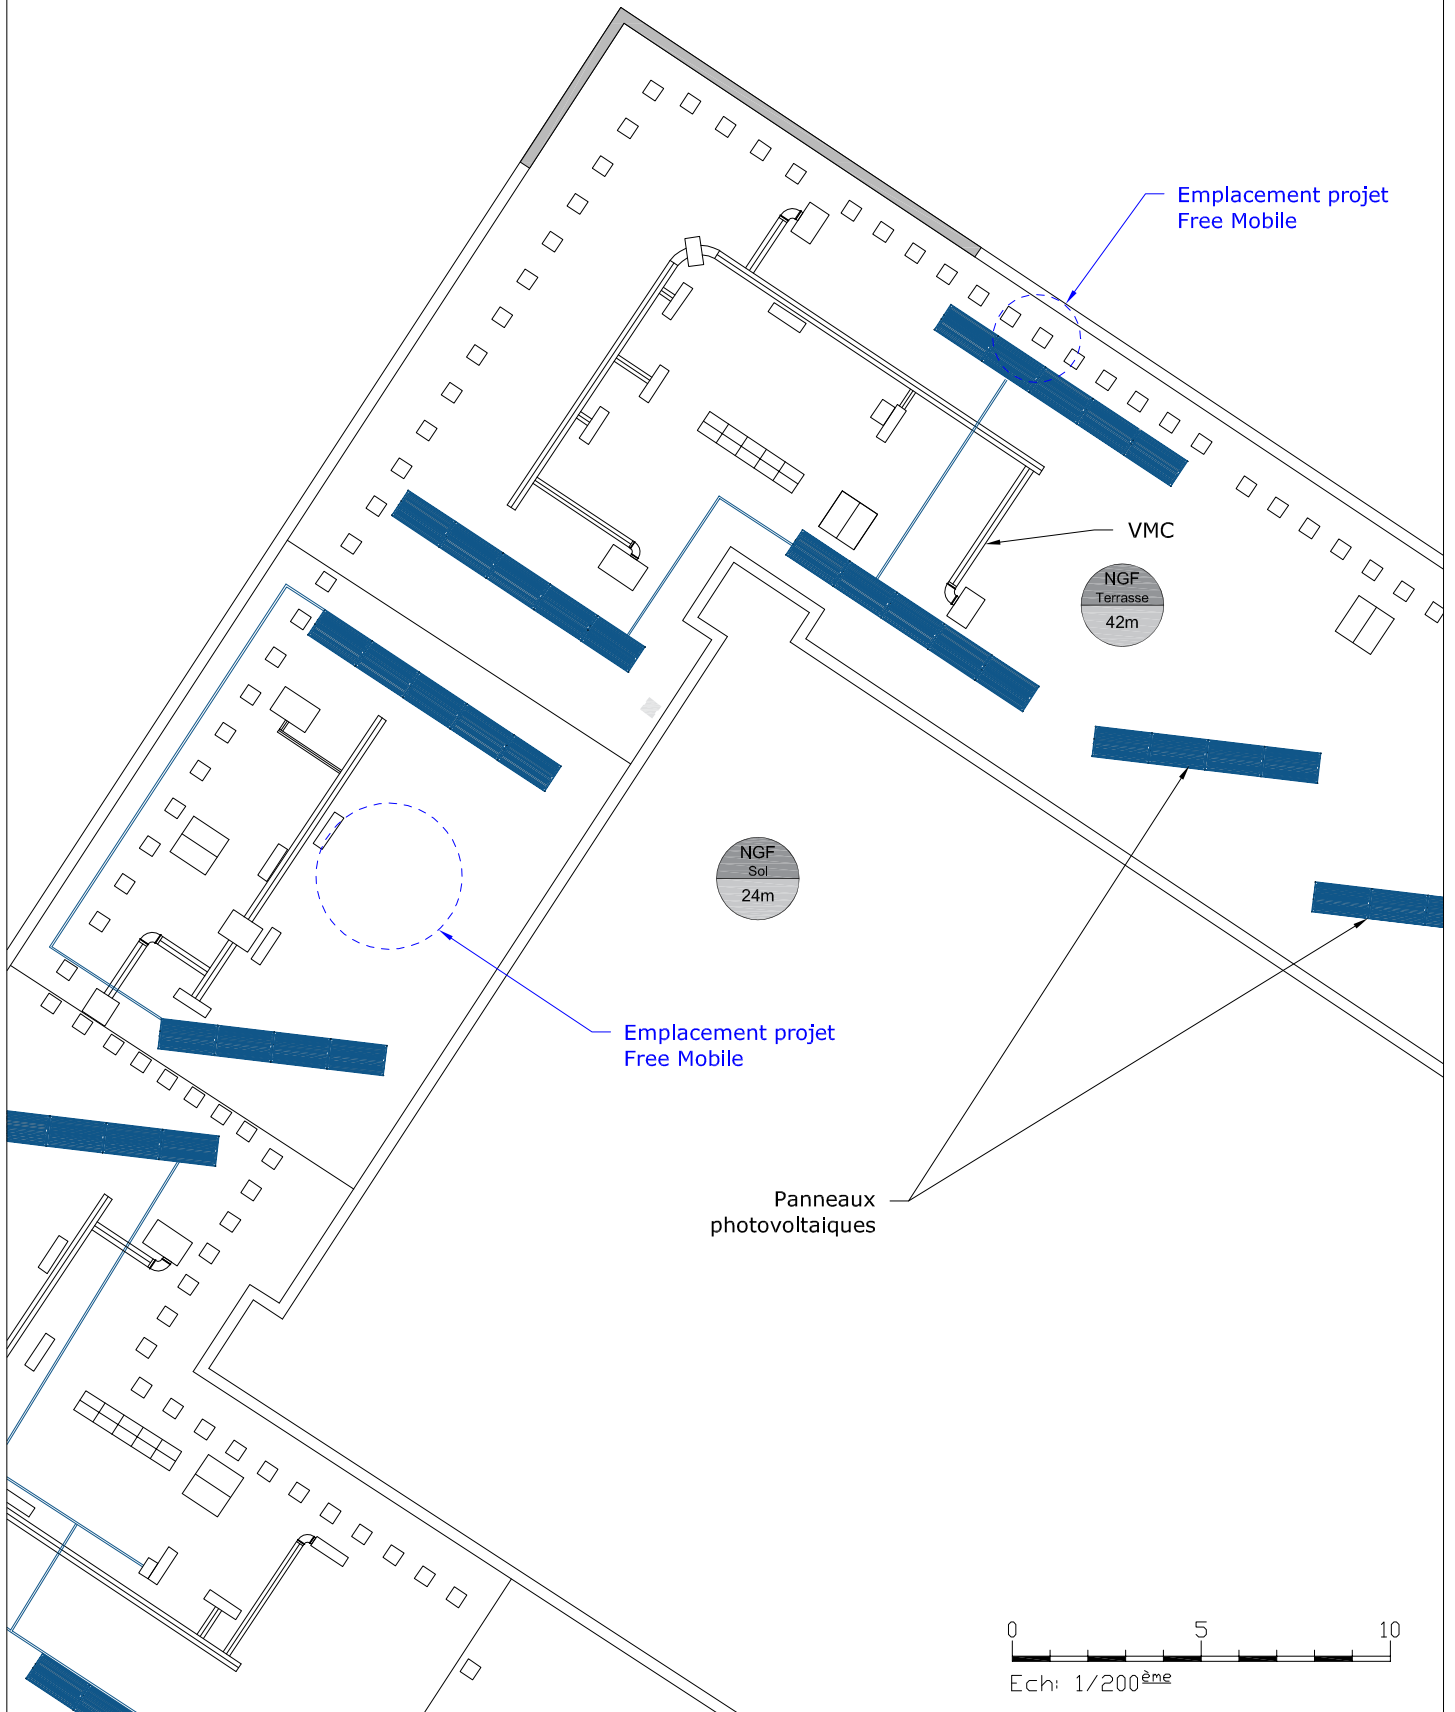 Emplacement projet
Free Mobile
VMC
NGF
Terrasse
42m
NGF
Sol
24m
Emplacement projet
Free Mobile
Panneaux
photovoltaiques
0 5 10
Ech: 1/200ème